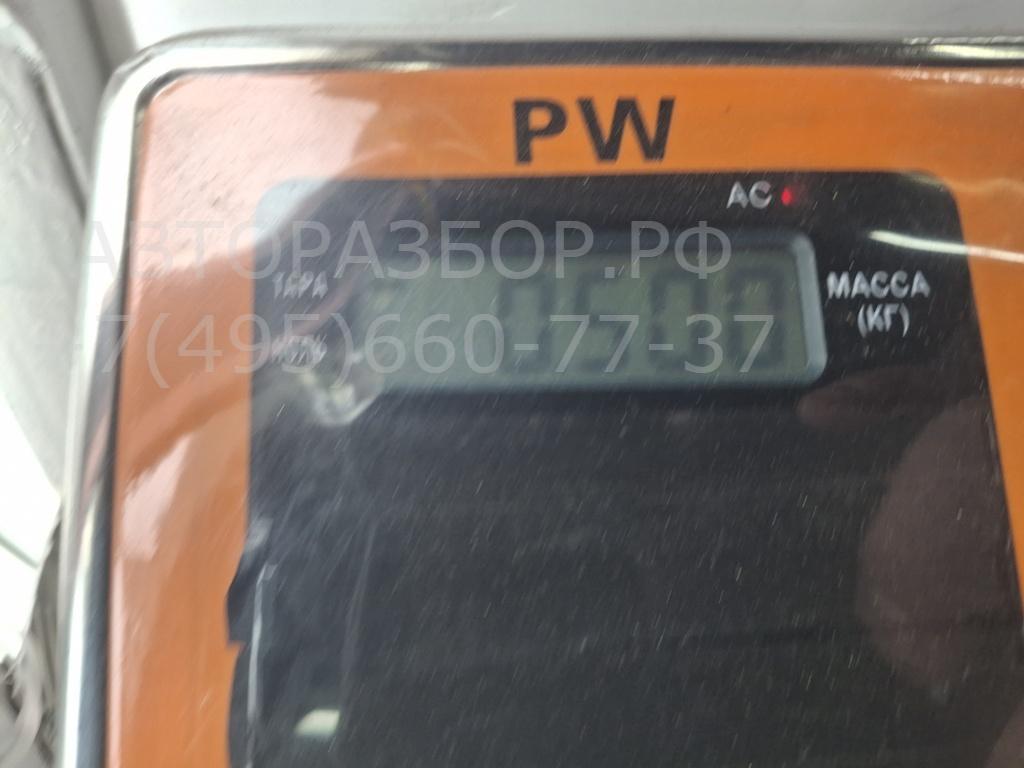 PW
AC
АВТОРАЗБОР.РФ
ТАРА
МАССА
(КГ)
+7(495)660-77-37